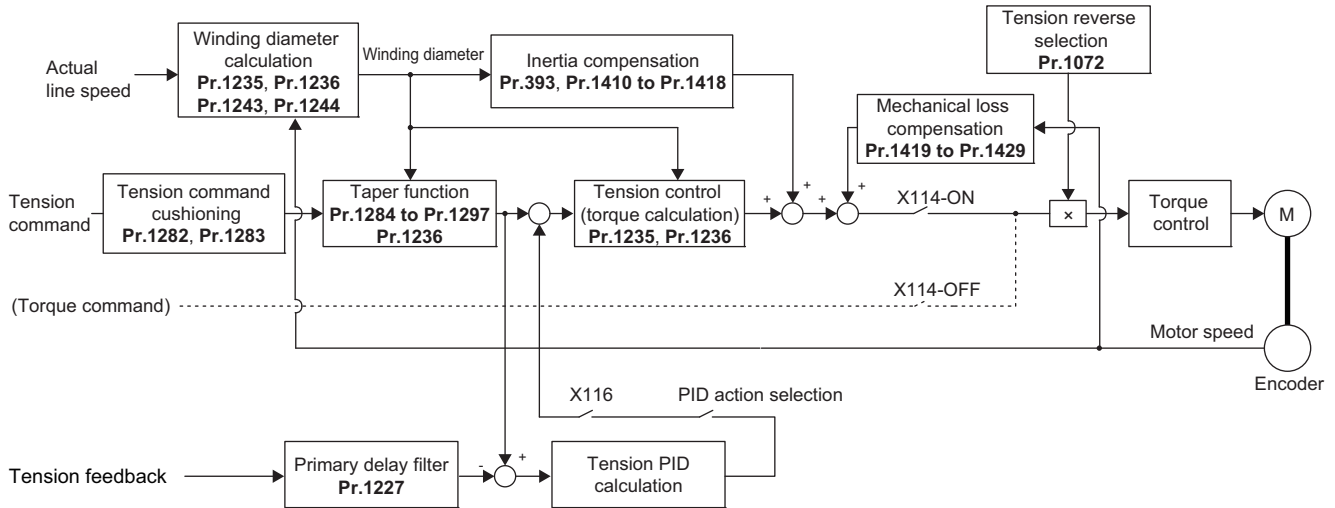 Winding diameter
calculation
Pr.1235, Pr.1236
Pr.1243, Pr.1244
Actual
line speed
Winding diameter
Inertia compensation
Pr.393, Pr.1410 to Pr.1418
Tension reverse
selection
Pr.1072
Mechanical loss
compensation
Pr.1419 to Pr.1429
Tension
command
Tension command
cushioning
Pr.1282, Pr.1283
Taper function
Pr.1284 to Pr.1297
Pr.1236
Tension control
(torque calculation)
Pr.1235, Pr.1236
+
+
+
+
X114-ON
×
Torque
control
M
(Torque command)
X114-OFF
Motor speed
Encoder
X116
PID action selection
Tension feedback
Primary delay filter
Pr.1227
-
+
Tension PID
calculation